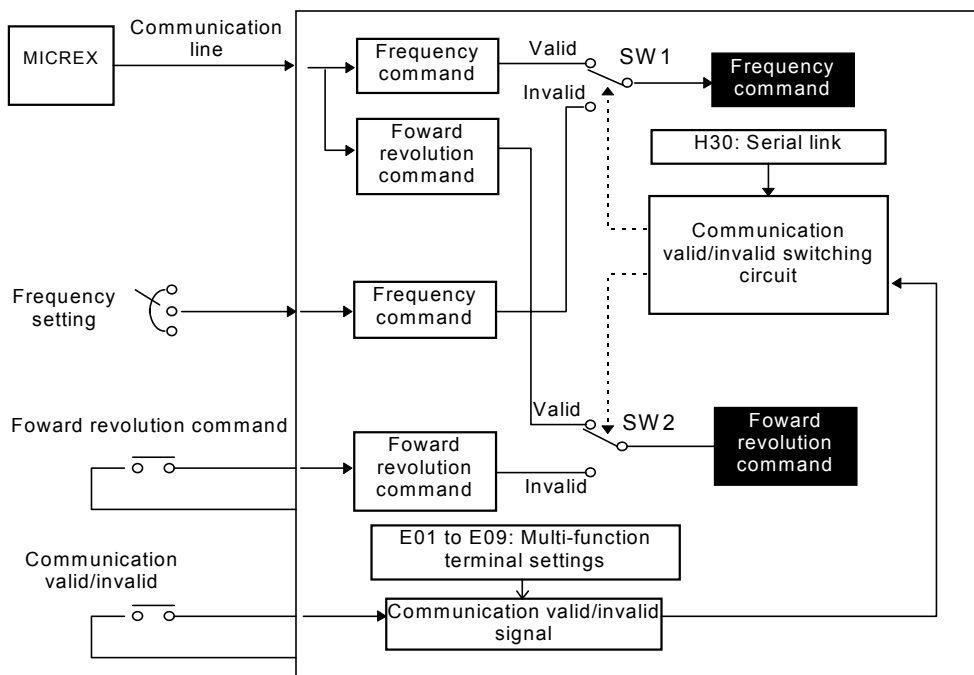 MICREX
Communication
line
Frequency
command
Valid
SW1
Frequency
command
Invalid
Foward
revolution
command
H30: Serial link
Communication
valid/invalid switching
circuit
Frequency
setting
Frequency
command
Foward revolution command
Valid
SW2
Foward
revolution
command
Foward
revolution
command
Invalid
E01 to E09: Multi-function
terminal settings
Communication
valid/invalid
Communication valid/invalid
signal